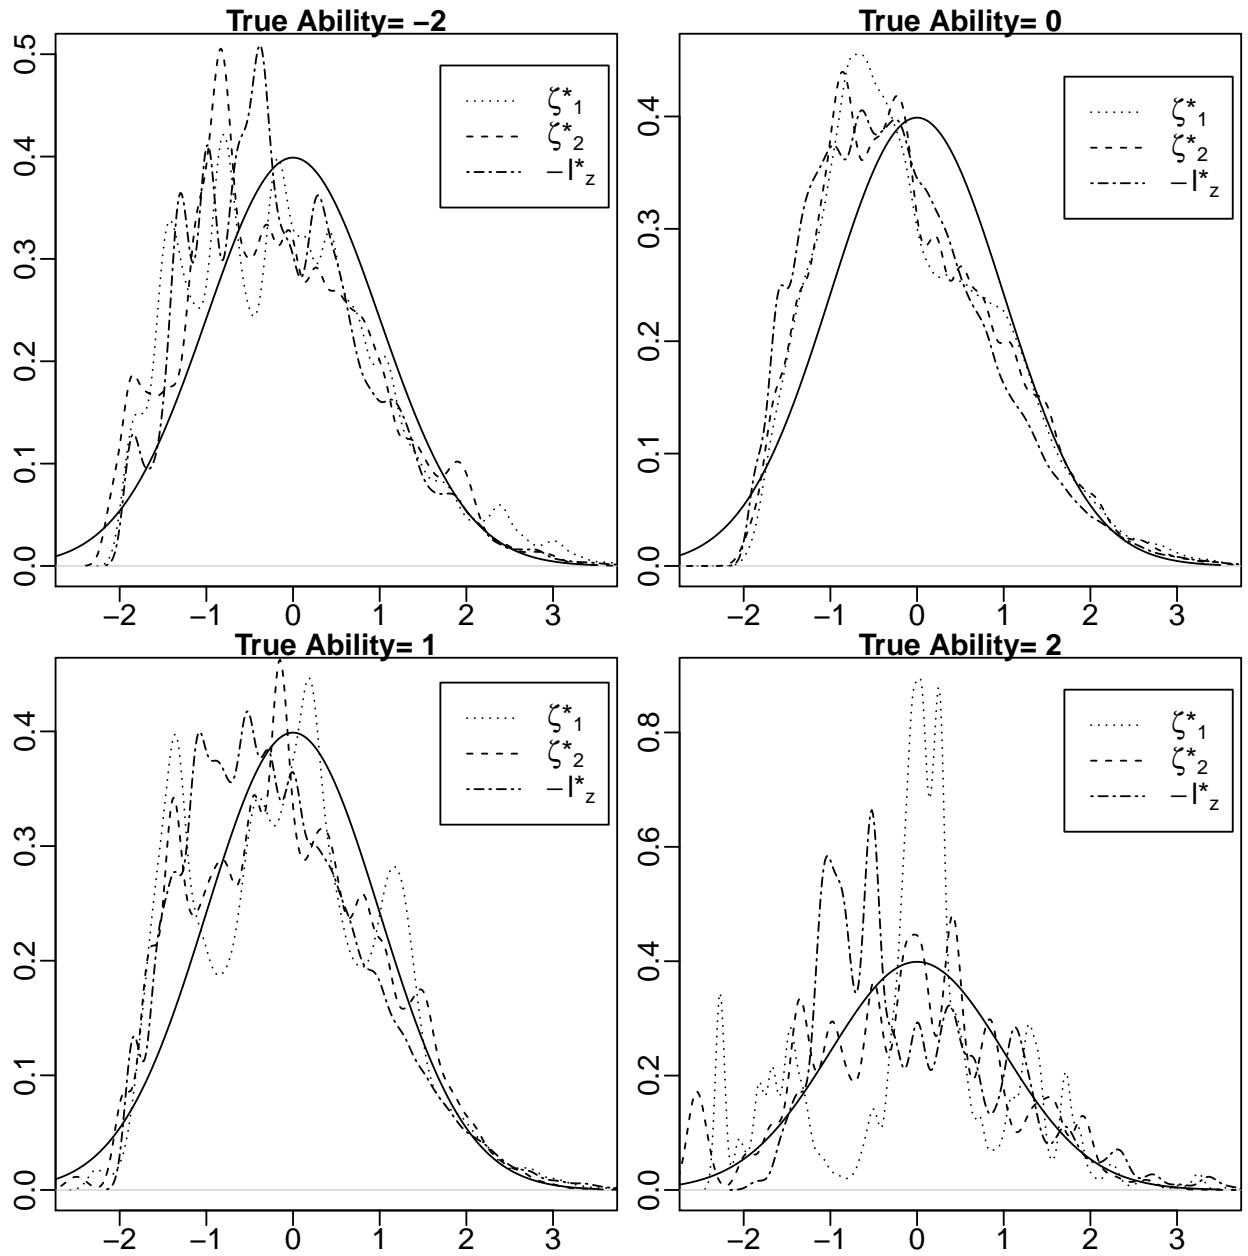 True Ability= −2
0.0 0.1 0.2 0.3 0.4 0.5
ζ*1
ζ*2
−l*z
−2 −1 0 1 2 3
True Ability= 0
0.0 0.1 0.2 0.3 0.4
ζ*1
ζ*2
−l*z
−2 −1 0 1 2 3
True Ability= 1
0.0 0.1 0.2 0.3 0.4
ζ*1
ζ*2
−l*z
−2 −1 0 1 2 3
True Ability= 2
0.0 0.2 0.4 0.6 0.8
ζ*1
ζ*2
−l*z
−2 −1 0 1 2 3